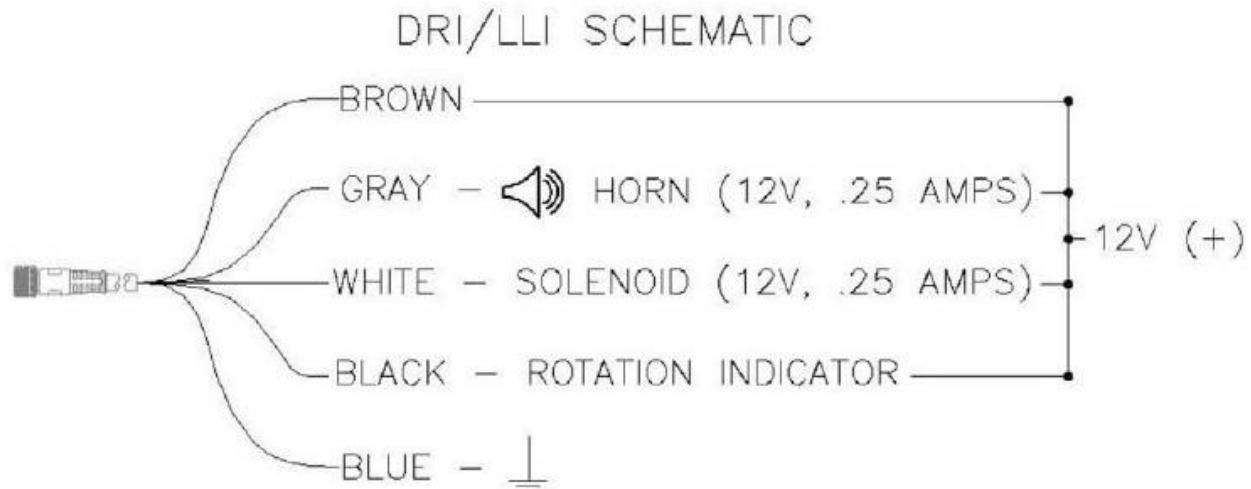 DRI/LLI SCHEMATIC
BROWN
GRAY - HORN (12V, .25 AMPS)
12V (+)
WHITE - SOLENOID (12V, .25 AMPS)
BLACK - ROTATION INDICATOR
BLUE -